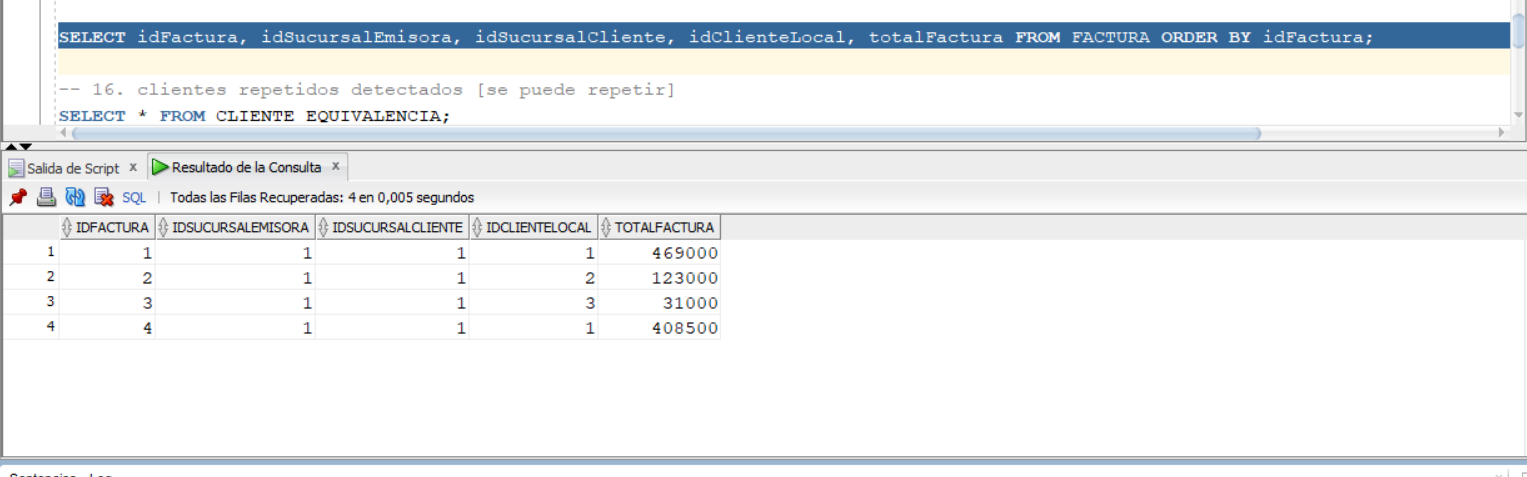 SELECT idFactura, idSucursalEmisora, idSucursalCliente, idClienteLocal, totalFactura FROM FACTURA ORDER BY idFactura;
-- 16. clientes repetidos detectados [se puede repetir]
SELECT * FROM CLIENTE_EQUIVALENCIA;
Salida de Script x Resultado de la Consulta x
SQL | Todas las Filas Recuperadas: 4 en 0,005 segundos
IDFACTURA IDSUCURSALEMISORA IDSUCURSALCLIENTE IDCLIENTELOCAL TOTALFACTURA
1 1 1 1 1 469000
2 2 1 1 2 123000
3 3 1 1 3 31000
4 4 1 1 1 408500